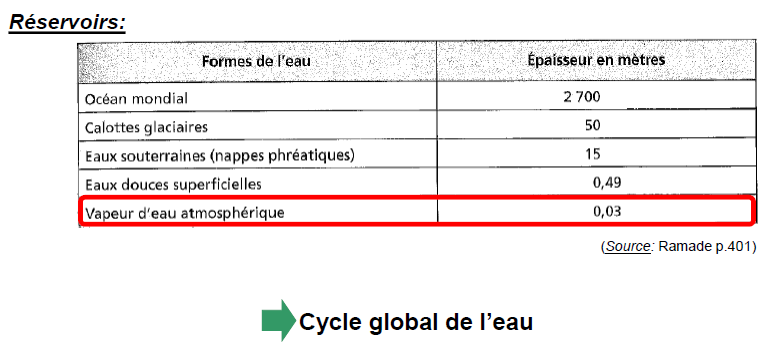 Réservoirs:
Formes de l'eau Épaisseur en mètres
Océan mondial 2 700
Calottes glaciaires 50
Eaux souterraines (nappes phréatiques) 15
Eaux douces superficielles 0,49
Vapeur d'eau atmosphérique 0,03
(Source: Ramade p.401)
Cycle global de l'eau